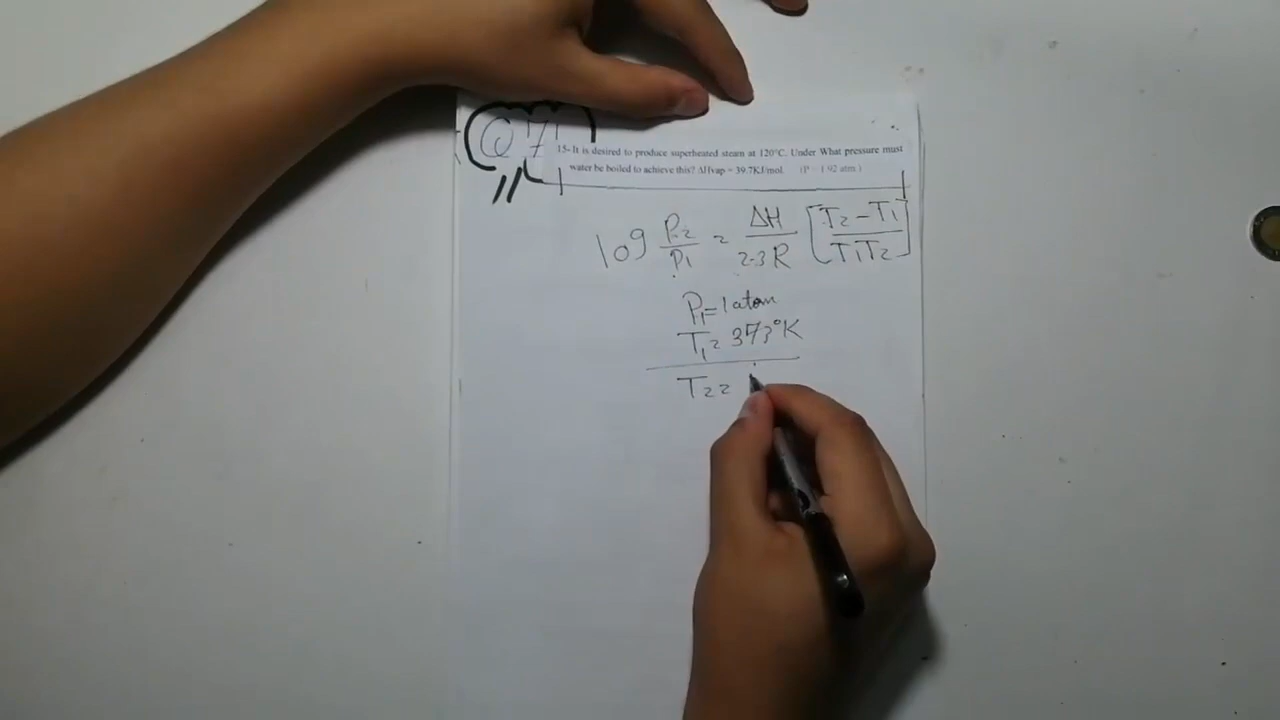 Q7
15- It is desired to produce superheated steam at 120°C. Under What pressure must
water be boiled to achieve this? ΔHvap = 39.7KJ/mol. (P = 1.92 atm.)
log P2/P1 = ΔH/2.3R [T2-T1/T1T2]
P1=1atom
T1= 373°K
T2=